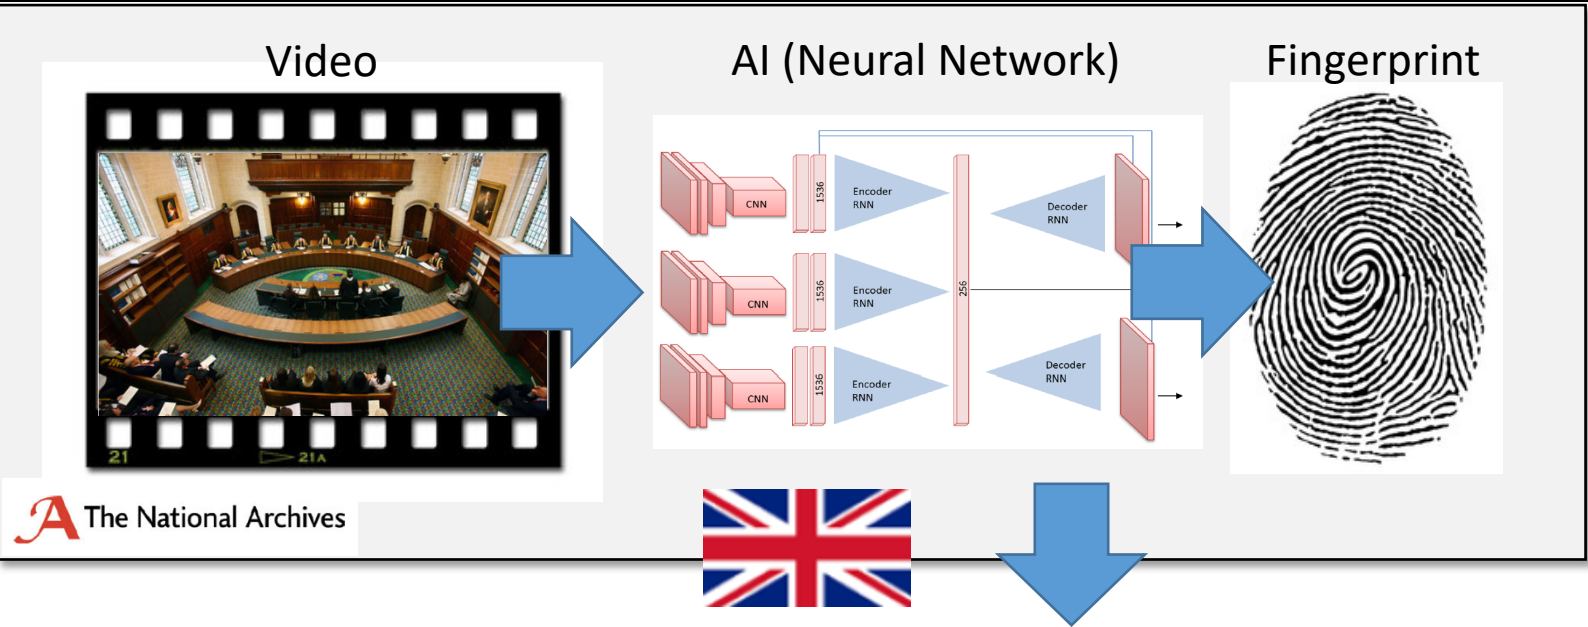 Video
AI (Neural Network)
Fingerprint
CNN
1536
Encoder
RNN
Decoder
RNN
CNN
1536
Encoder
RNN
256
CNN
1536
Encoder
RNN
Decoder
RNN
21
21A
The National Archives